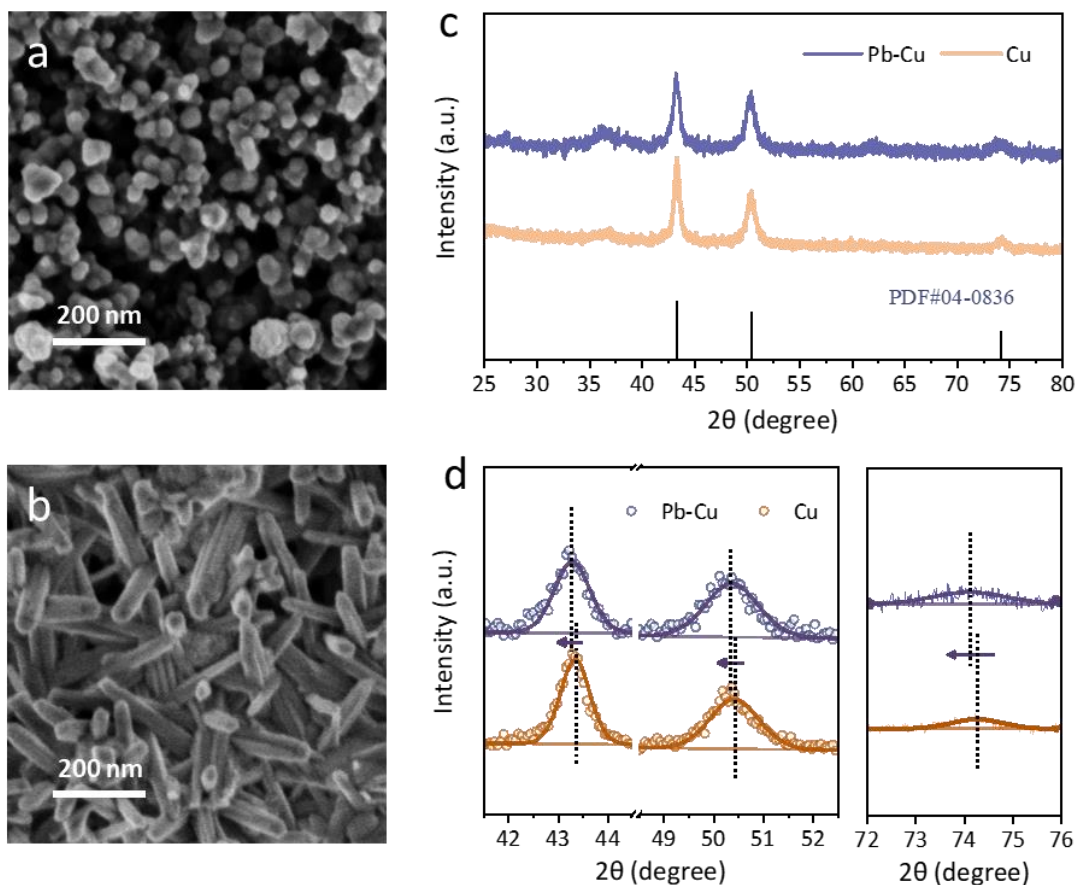 a
200 nm
c
Pb-Cu
Cu
Intensity (a.u.)
PDF#04-0836
25 30 35 40 45 50 55 60 65 70 75 80
2θ (degree)
b
200 nm
d
Pb-Cu
Cu
Intensity (a.u.)
42 43 44 50 51 52
2θ (degree)
72 73 74 75 76
2θ (degree)